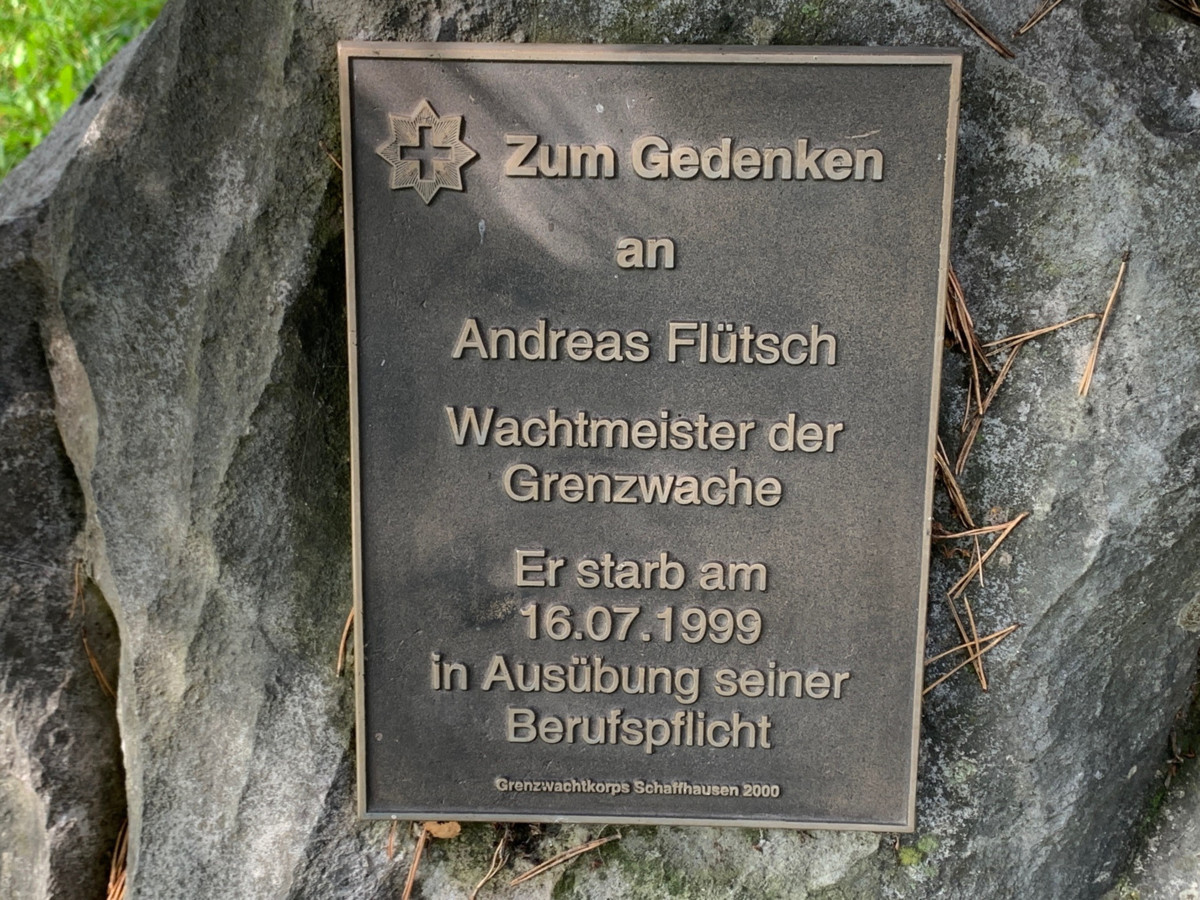 Zum Gedenken
an
Andreas Flütsch
Wachtmeister der
Grenzwache
Er starb am
16.07.1999
in Ausübung seiner
Berufspflicht
Grenzwachtkorps Schaffhausen 2000